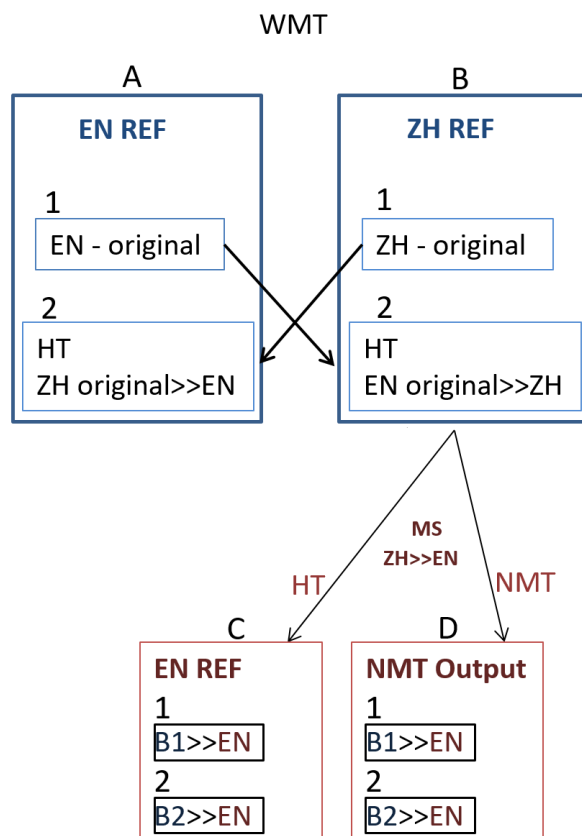 WMT
A
EN REF
1
EN - original
2
HT
ZH original>>EN
B
ZH REF
1
ZH - original
2
HT
EN original>>ZH
MS
ZH>>EN
HT
NMT
C
EN REF
1
B1>>EN
2
B2>>EN
D
NMT Output
1
B1>>EN
2
B2>>EN